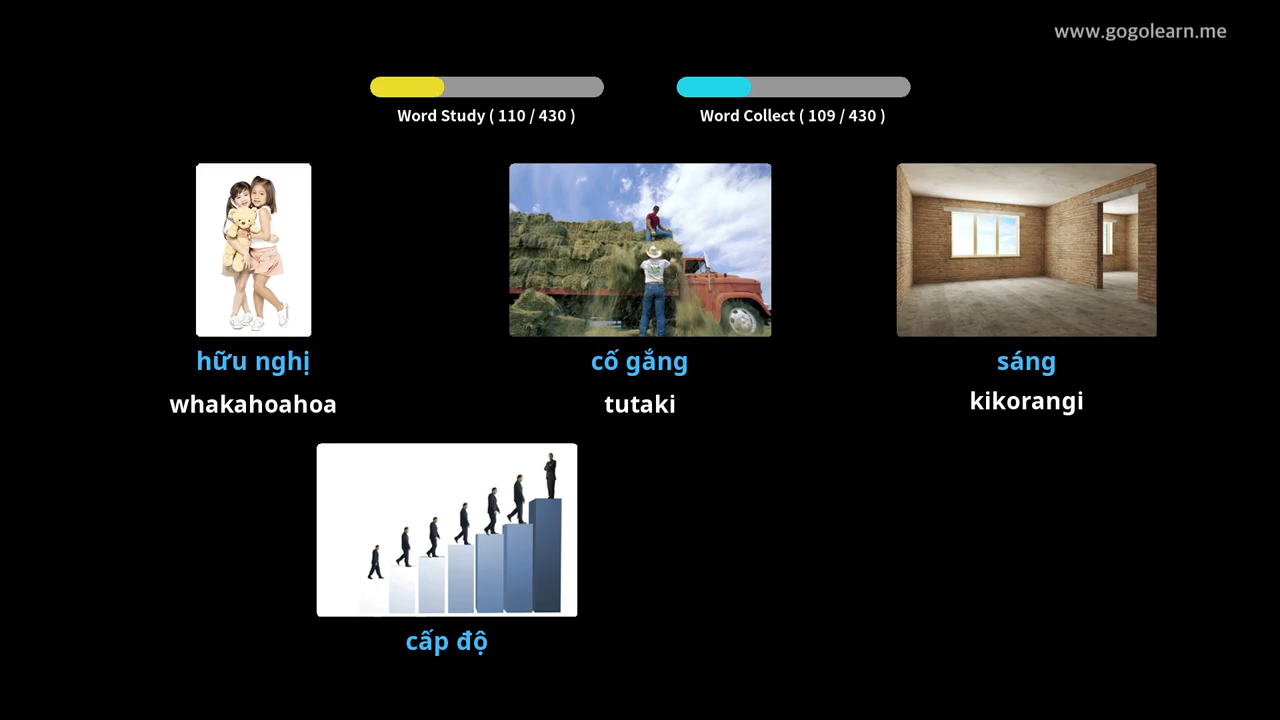 www.gogolearn.me
Word Study ( 110 / 430 )
Word Collect ( 109 / 430 )
hữu nghị
cố gắng
sáng
whakahoahoa
tutaki
kikorangi
cấp độ